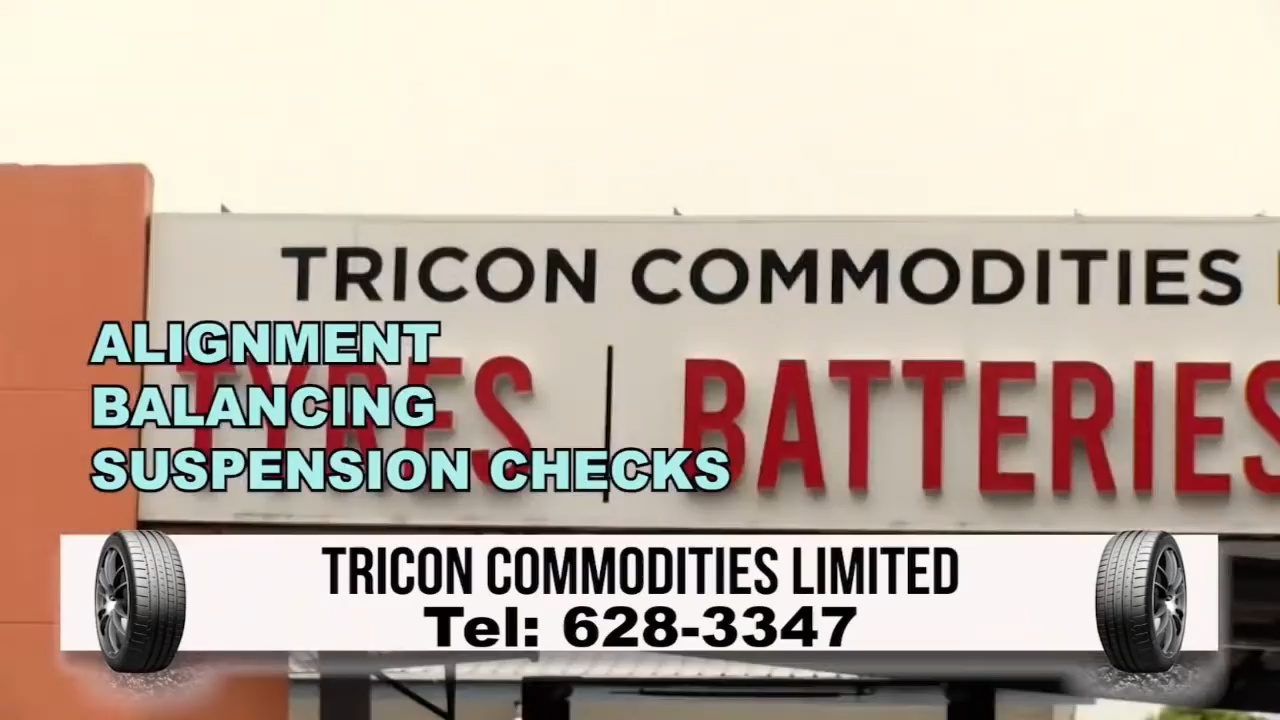 TRICON COMMODITIES
TYRES | BATTERIES
ALIGNMENT
BALANCING
SUSPENSION CHECKS
TRICON COMMODITIES LIMITED
Tel: 628-3347